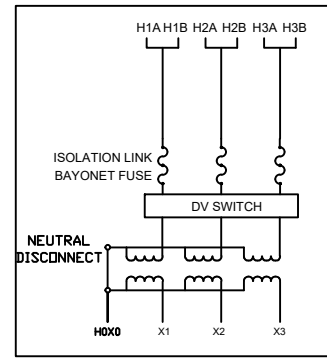 H1A H1B H2A H2B H3A H3B
ISOLATION LINK
BAYONET FUSE
DV SWITCH
NEUTRAL
DISCONNECT
H0X0 X1 X2 X3